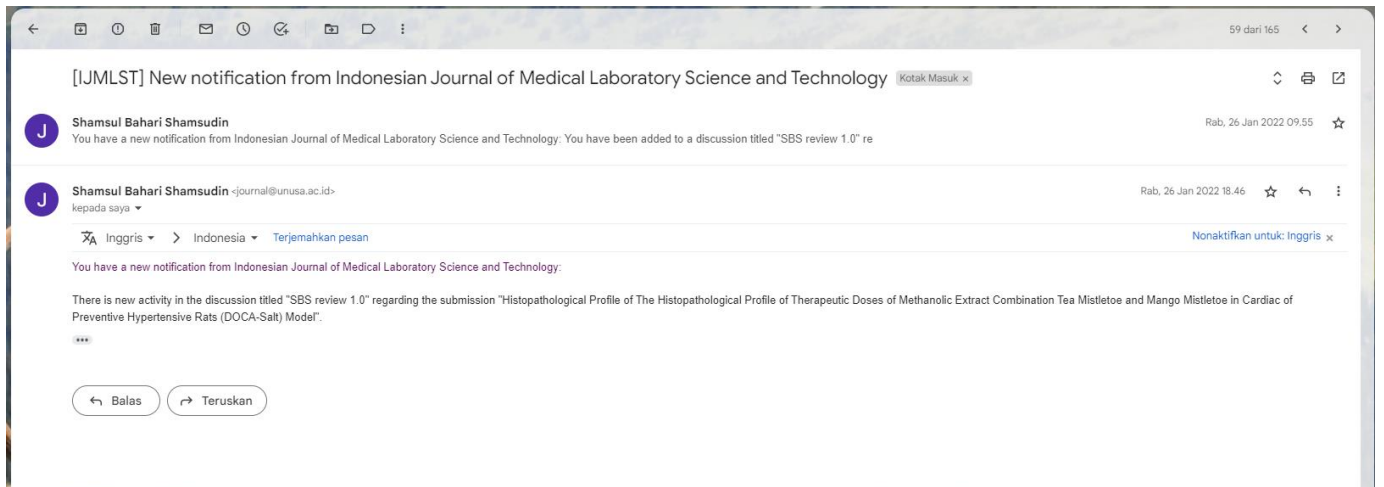 59 dari 165
[IJMLST] New notification from Indonesian Journal of Medical Laboratory Science and Technology Kotak Masuk ×
J
Shamsul Bahari Shamsudin Rab, 26 Jan 2022 09.55
You have a new notification from Indonesian Journal of Medical Laboratory Science and Technology: You have been added to a discussion titled "SBS review 1.0" re
J
Shamsul Bahari Shamsudin <journal@unusa.ac.id> Rab, 26 Jan 2022 18.46
kepada saya
Inggris > Indonesia Terjemahkan pesan Nonaktifkan untuk: Inggris ×
You have a new notification from Indonesian Journal of Medical Laboratory Science and Technology:
There is new activity in the discussion titled "SBS review 1.0" regarding the submission "Histopathological Profile of The Histopathological Profile of Therapeutic Doses of Methanolic Extract Combination Tea Mistletoe and Mango Mistletoe in Cardiac of
Preventive Hypertensive Rats (DOCA-Salt) Model".
Balas Teruskan